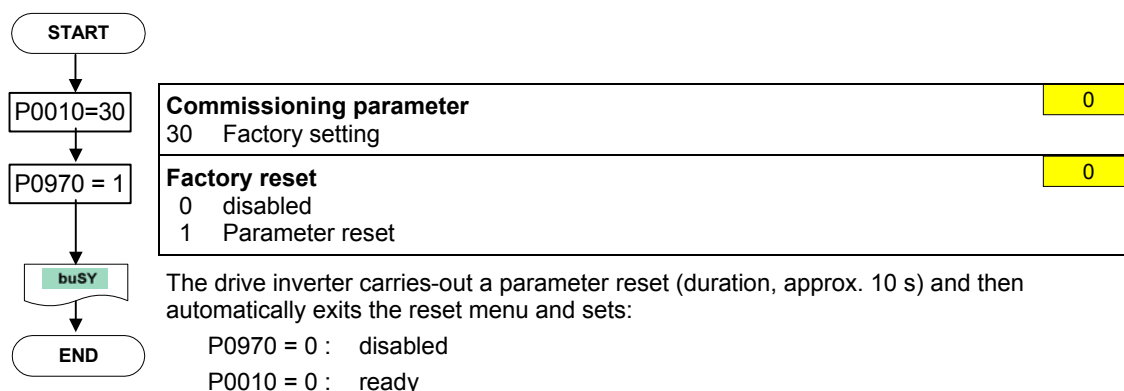 START
P0010=30
Commissioning parameter 0
30 Factory setting
P0970 = 1
Factory reset 0
0 disabled
1 Parameter reset
buSY
The drive inverter carries-out a parameter reset (duration, approx. 10 s) and then
automatically exits the reset menu and sets:
END
P0970 = 0 : disabled
P0010 = 0 : ready